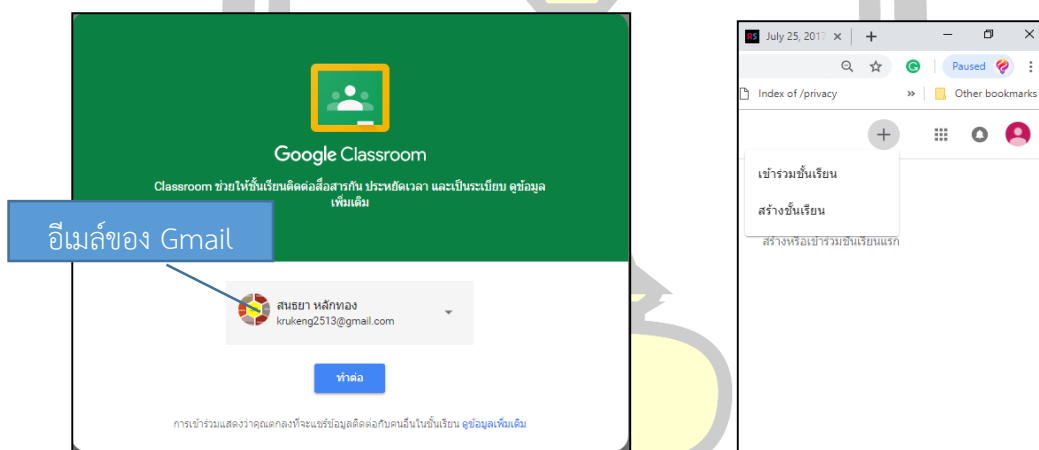 Google Classroom
Classroom ช่วยให้ชั้นเรียนติดต่อสื่อสารกัน ประหยัดเวลา และเป็นระเบียบ ดูข้อมูล
เพิ่มเติม
อีเมล์ของ Gmail
สนธยา หลักทอง
krukeng2513@gmail.com
ทำต่อ
การเข้าร่วมแสดงว่าคุณตกลงที่จะแชร์ข้อมูลติดต่อกับคนอื่นในชั้นเรียน ดูข้อมูลเพิ่มเติม
RS July 25, 2017
Paused
Index of /privacy
Other bookmarks
เข้าร่วมชั้นเรียน
สร้างชั้นเรียน
สร้างหรือเข้าร่วมชั้นเรียนแรก